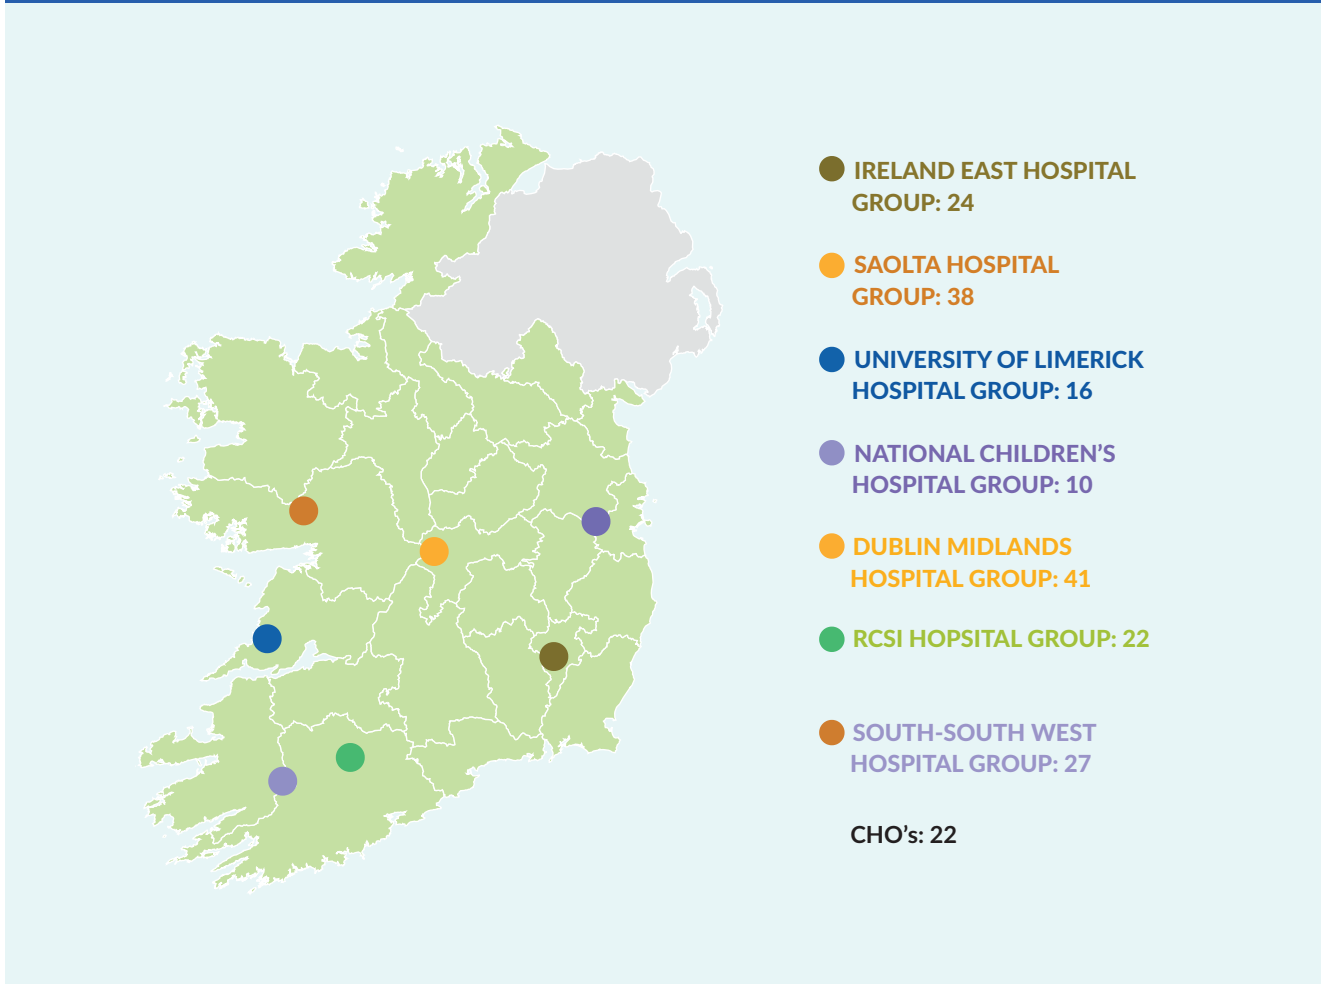 IRELAND EAST HOSPITAL
GROUP: 24
SAOLTA HOSPITAL
GROUP: 38
UNIVERSITY OF LIMERICK
HOSPITAL GROUP: 16
NATIONAL CHILDREN’S
HOSPITAL GROUP: 10
DUBLIN MIDLANDS
HOSPITAL GROUP: 41
RCSI HOPSITAL GROUP: 22
SOUTH-SOUTH WEST
HOSPITAL GROUP: 27
CHO’s: 22